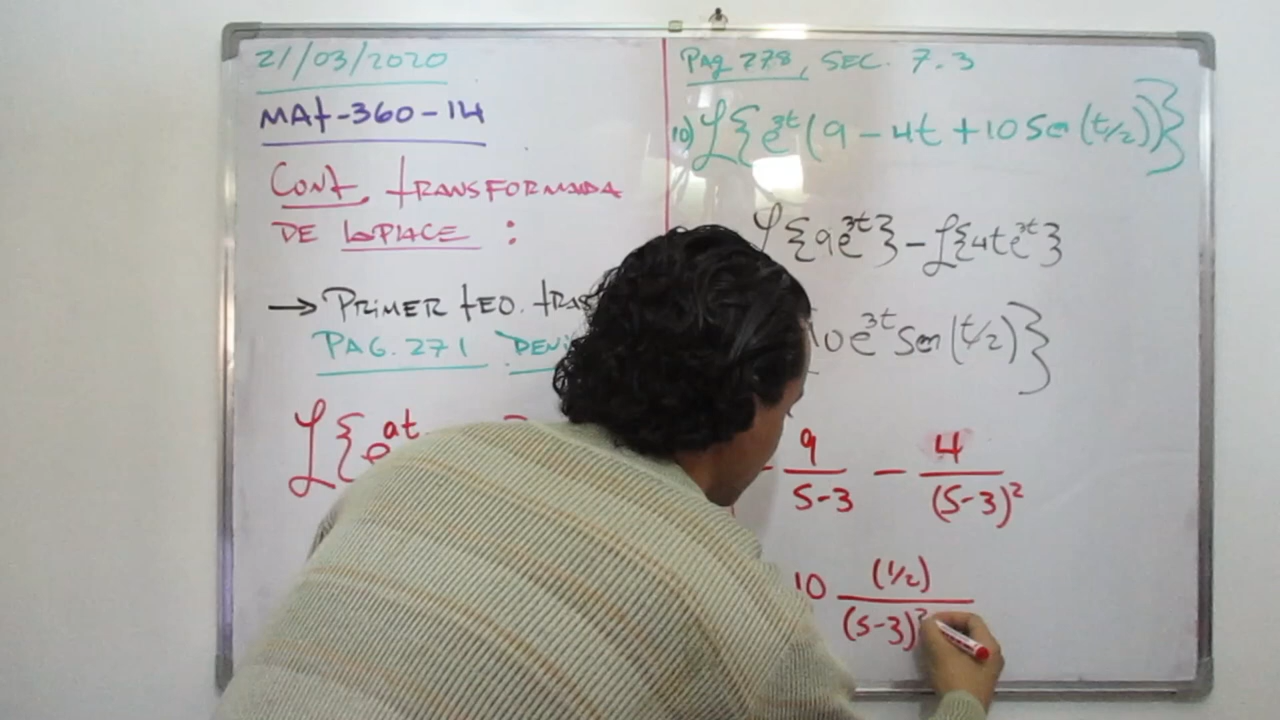 21/03/2020
MAt-360-14
Cont. transformada
de laplace :
→ Primer teo.
Pag. 271
ℒ{e^at
Pag 278, sec. 7.3
10) ℒ{e^3t(9 - 4t + 10 Sen (t/2))}
ℒ{9e^3t} - ℒ{4te^3t}
10e^3t Sen (t/2)}
9/(S-3) - 4/(S-3)^2
10 (1/2)/(S-3)^2